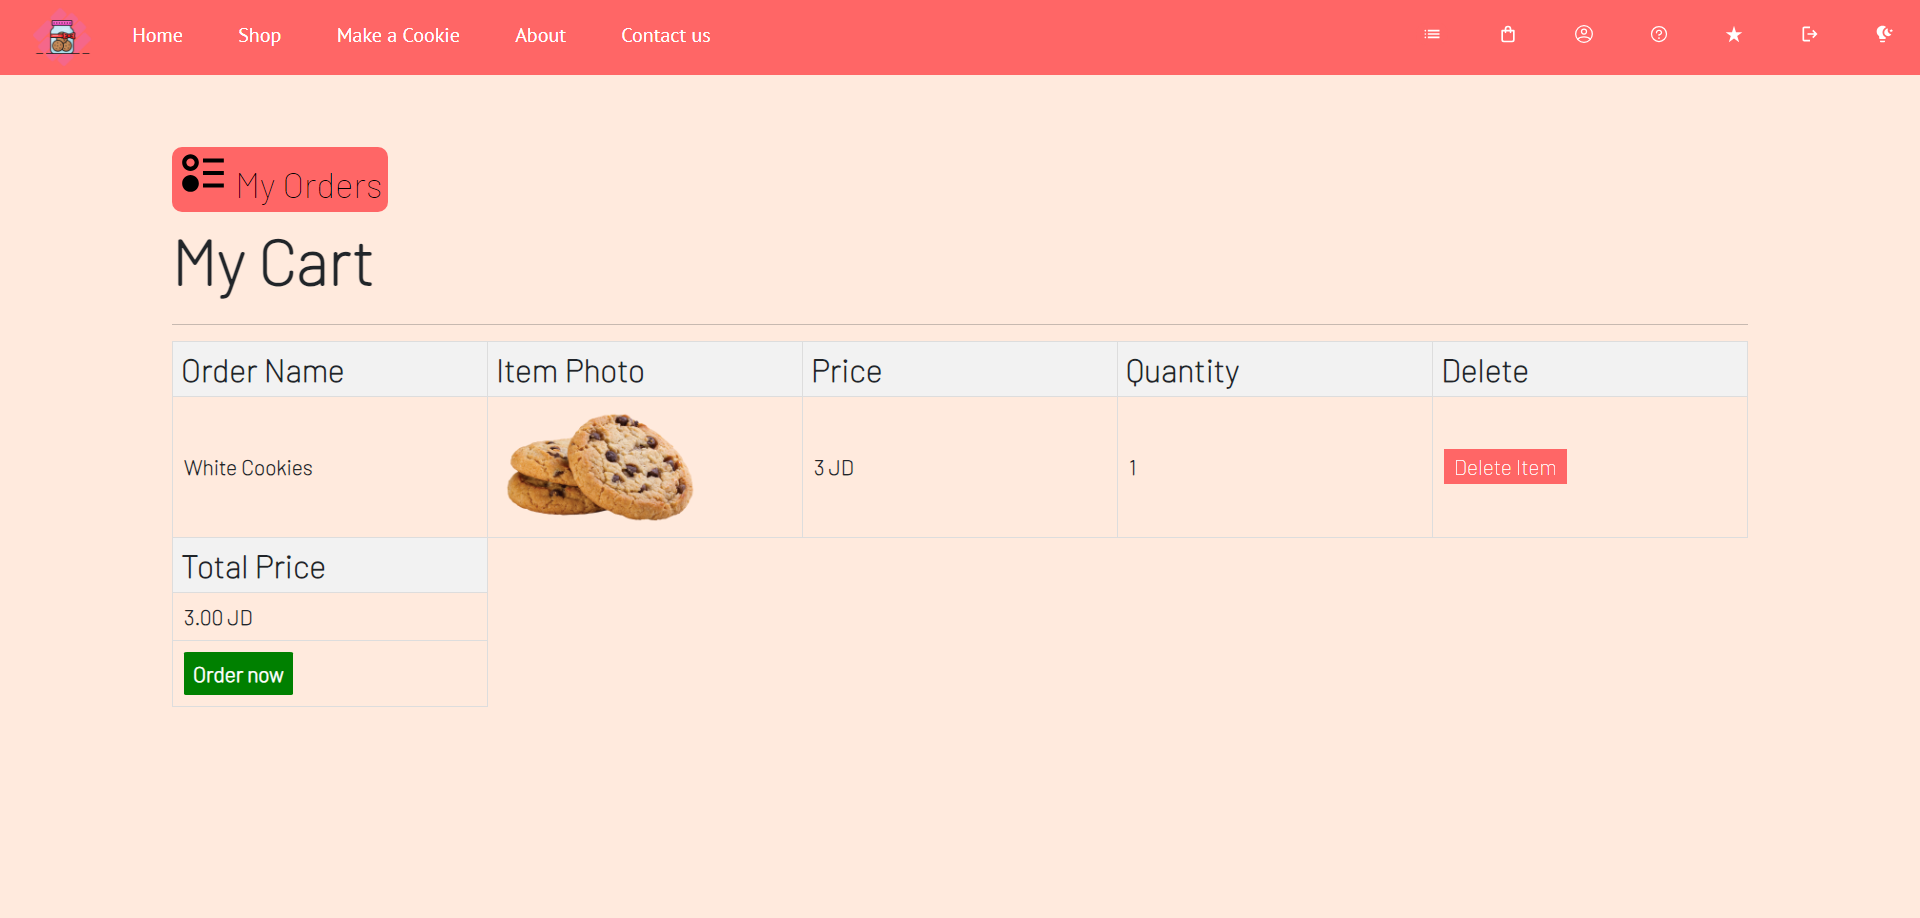 Home Shop Make a Cookie About Contact us
My Orders
My Cart
Order Name Item Photo Price Quantity Delete
White Cookies 3 JD 1 Delete Item
Total Price
3.00 JD
Order now